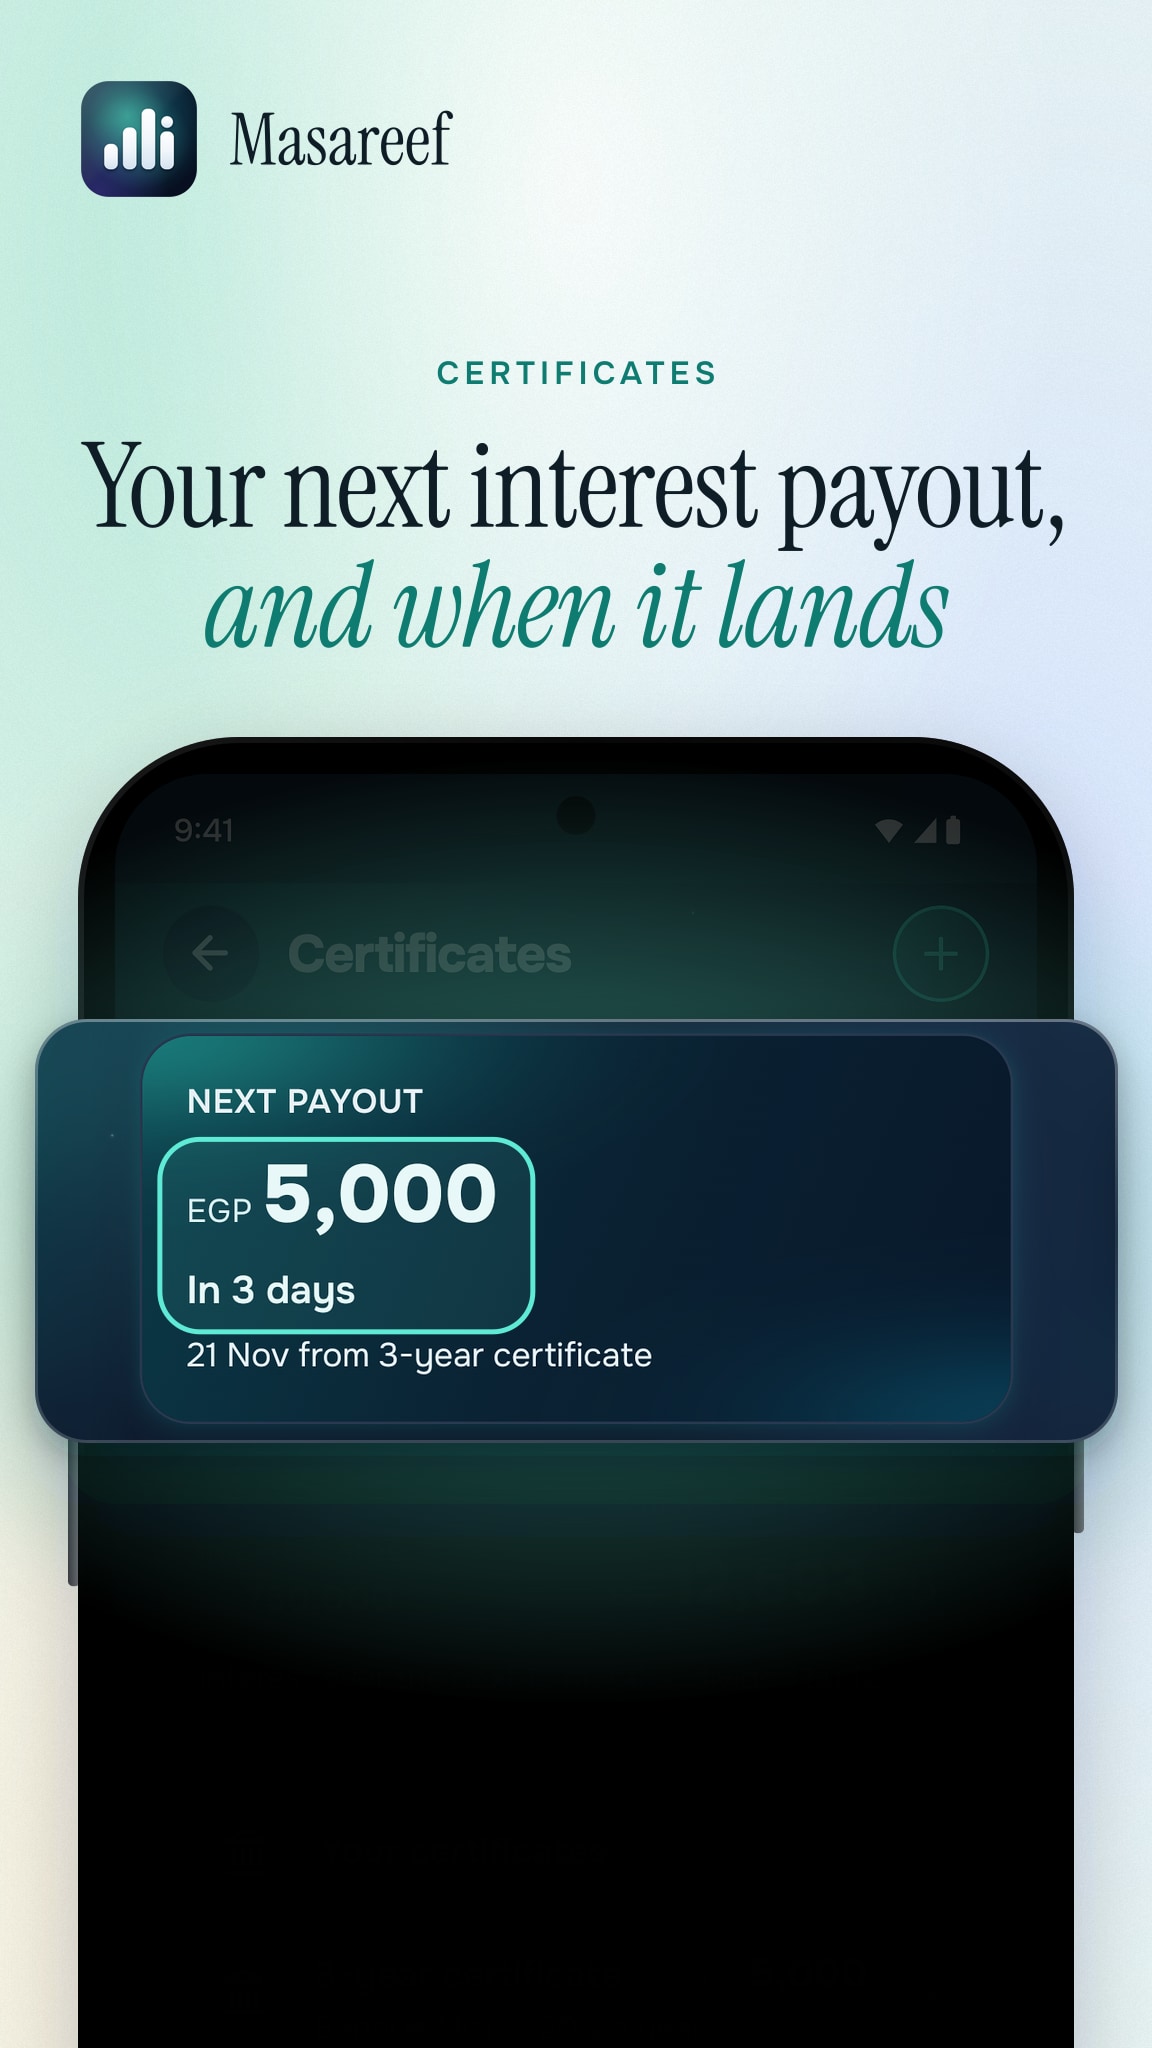 Masareef
CERTIFICATES
Your next interest payout,
and when it lands
9:41
Certificates
NEXT PAYOUT
EGP 5,000
In 3 days
21 Nov from 3-year certificate